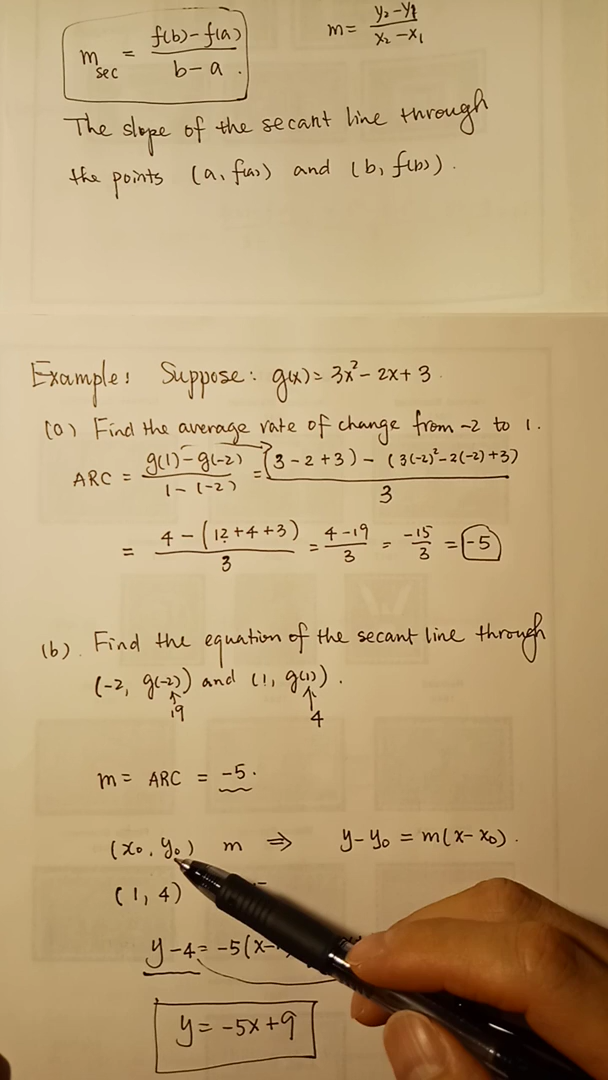 m_sec = (f(b) - f(a)) / (b - a)
m = (y₂ - y₁) / (x₂ - x₁)
The slope of the secant line through
the points (a, f(a)) and (b, f(b)).
Example: Suppose: g(x) = 3x² - 2x + 3.
(a) Find the average rate of change from -2 to 1.
ARC = (g(1) - g(-2)) / (1 - (-2)) = ((3 - 2 + 3) - (3(-2)² - 2(-2) + 3)) / 3
= (4 - (12 + 4 + 3)) / 3 = (4 - 19) / 3 = -15 / 3 = -5
(b). Find the equation of the secant line through
(-2, g(-2)) and (1, g(1)).
19 4
m = ARC = -5.
(x₀, y₀) m ⇒ y - y₀ = m(x - x₀).
(1, 4)
y - 4 = -5(x -
y = -5x + 9